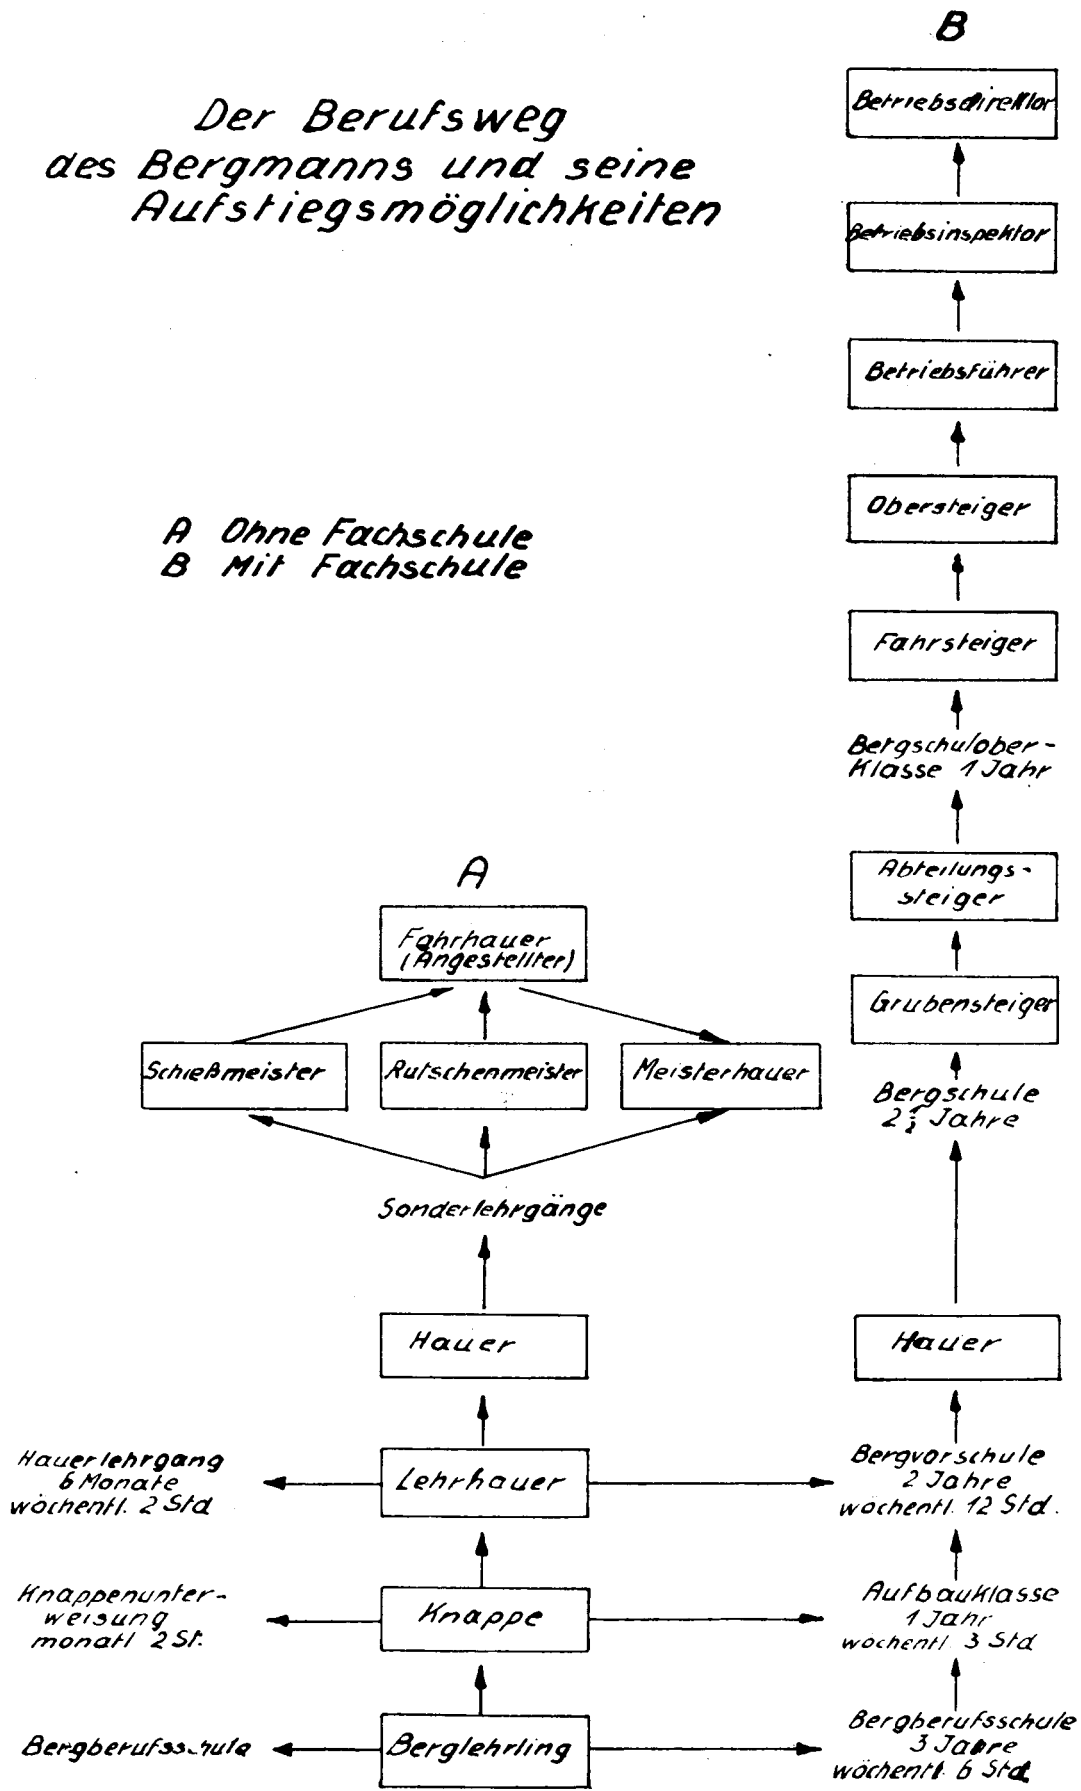 B
Betriebsdirektor
Der Berufsweg
des Bergmanns und seine
Aufstiegsmöglichkeiten
Betriebsinspektor
Betriebsführer
Obersteiger
A Ohne Fachschule
B Mit Fachschule
Fahrsteiger
Bergschulober-
klasse 1 Jahr
A
Abteilungs-
steiger
Fahrhauer
(Angestellter)
Grubensteiger
Schießmeister
Rutschenmeister
Meisterhauer
Bergschule
2 1/2 Jahre
Sonderlehrgänge
Hauer
Hauer
Hauerlehrgang
6 Monate
wöchentl. 2 Std
Lehrhauer
Bergvorschule
2 Jahre
wöchentl. 12 Std.
Knappenunter-
weisung
monatl 2 St.
Knappe
Aufbauklasse
1 Jahr
wöchentl. 3 Std
Bergberufsschule
Berglehrling
Bergberufsschule
3 Jahre
wöchentl. 6 Std